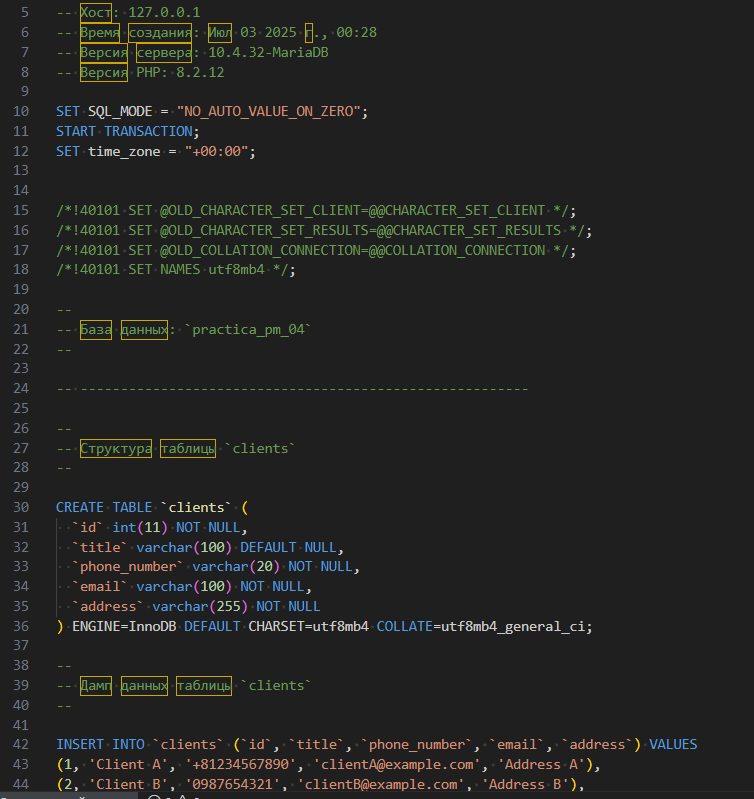 5 -- Хост: 127.0.0.1
6 -- Время создания: Июл 03 2025 г., 00:28
7 -- Версия сервера: 10.4.32-MariaDB
8 -- Версия PHP: 8.2.12
9
10 SET SQL_MODE = "NO_AUTO_VALUE_ON_ZERO";
11 START TRANSACTION;
12 SET time_zone = "+00:00";
13
14
15 /*!40101 SET @OLD_CHARACTER_SET_CLIENT=@@CHARACTER_SET_CLIENT */;
16 /*!40101 SET @OLD_CHARACTER_SET_RESULTS=@@CHARACTER_SET_RESULTS */;
17 /*!40101 SET @OLD_COLLATION_CONNECTION=@@COLLATION_CONNECTION */;
18 /*!40101 SET NAMES utf8mb4 */;
19
20 --
21 -- База данных: `practica_pm_04`
22 --
23
24 -- --------------------------------------------------------
25
26 --
27 -- Структура таблицы `clients`
28 --
29
30 CREATE TABLE `clients` (
31   `id` int(11) NOT NULL,
32   `title` varchar(100) DEFAULT NULL,
33   `phone_number` varchar(20) NOT NULL,
34   `email` varchar(100) NOT NULL,
35   `address` varchar(255) NOT NULL
36 ) ENGINE=InnoDB DEFAULT CHARSET=utf8mb4 COLLATE=utf8mb4_general_ci;
37
38 --
39 -- Дамп данных таблицы `clients`
40 --
41
42 INSERT INTO `clients` (`id`, `title`, `phone_number`, `email`, `address`) VALUES
43 (1, 'Client A', '+81234567890', 'clientA@example.com', 'Address A'),
44 (2, 'Client B', '0987654321', 'clientB@example.com', 'Address B'),